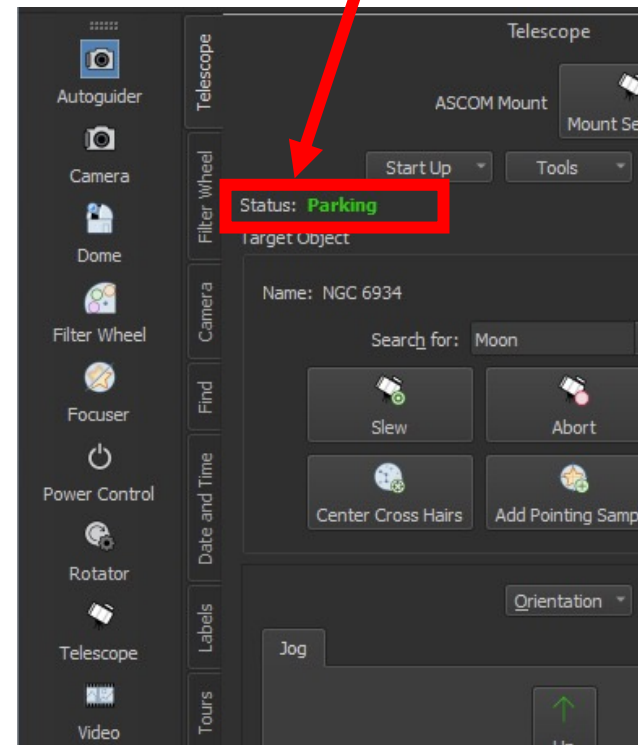 Autoguider
Camera
Dome
Filter Wheel
Focuser
Power Control
Rotator
Telescope
Video
Telescope
Filter Wheel
Camera
Find
Date and Time
Labels
Tours
Telescope
ASCOM Mount
Mount Se
Start Up
Tools
Status: Parking
Target Object
Name: NGC 6934
Search for: Moon
Slew
Abort
Center Cross Hairs
Add Pointing Samp
Orientation
Jog
Up